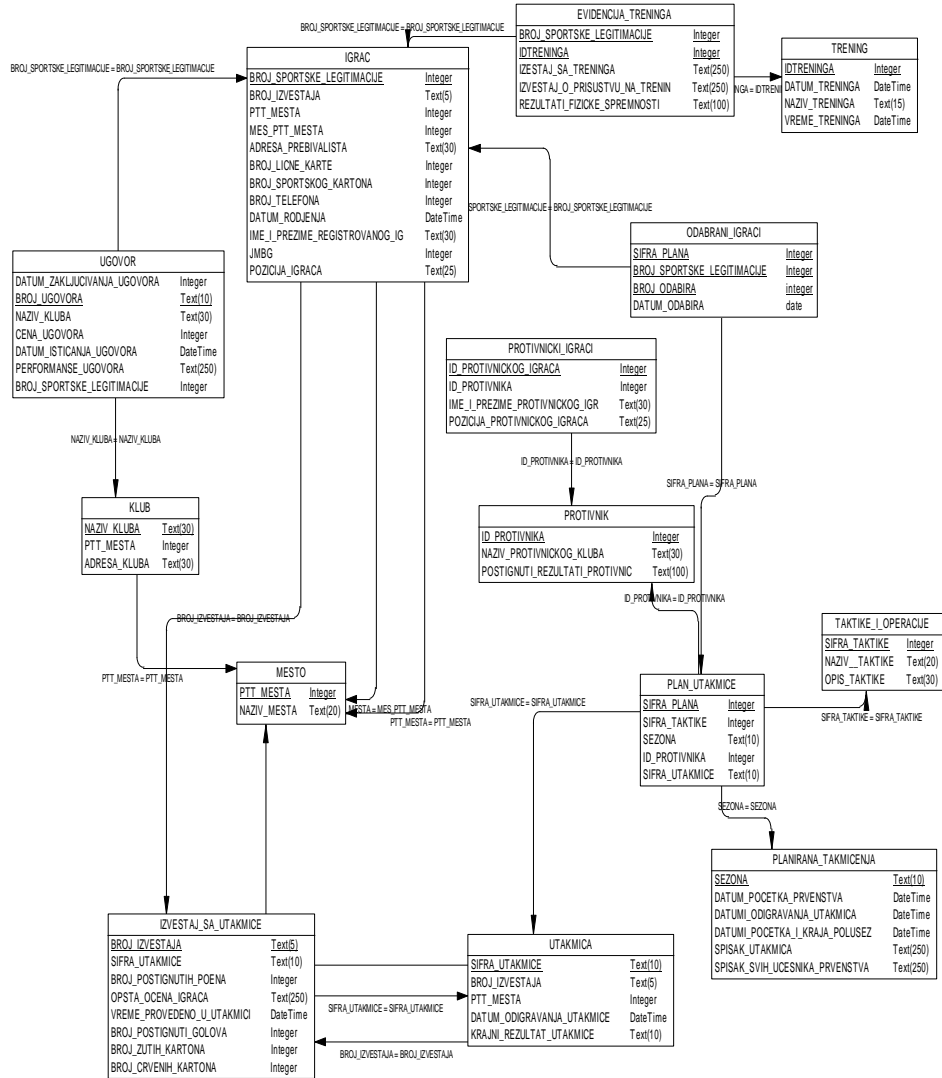 EVIDENCIJA_TRENINGA
BROJ_SPORTSKE_LEGITIMACIJE Integer
IDTRENINGA Integer
IZESTAJ_SA_TRENINGA Text(250)
IZVESTAJ_O_PRISUSTVU_NA_TRENIN Text(250)
REZULTATI_FIZICKE_SPREMNOSTI Text(100)
BROJ_SPORTSKE_LEGITIMACIJE = BROJ_SPORTSKE_LEGITIMACIJE
TRENING
IDTRENINGA Integer
DATUM_TRENINGA DateTime
NAZIV_TRENINGA Text(15)
VREME_TRENINGA DateTime
NGA = IDTRENI
IGRAC
BROJ_SPORTSKE_LEGITIMACIJE Integer
BROJ_IZVESTAJA Text(5)
PTT_MESTA Integer
MES_PTT_MESTA Integer
ADRESA_PREBIVALISTA Text(30)
BROJ_LICNE_KARTE Integer
BROJ_SPORTSKOG_KARTONA Integer
BROJ_TELEFONA Integer
DATUM_RODJENJA DateTime
IME_I_PREZIME_REGISTROVANOG_IG Text(30)
JMBG Integer
POZICIJA_IGRACA Text(25)
BROJ_SPORTSKE_LEGITIMACIJE = BROJ_SPORTSKE_LEGITIMACIJE
SPORTSKE_LEGITIMACIJE = BROJ_SPORTSKE_LEGITIMACIJE
ODABRANI_IGRACI
SIFRA_PLANA Integer
BROJ_SPORTSKE_LEGITIMACIJE Integer
BROJ_ODABIRA integer
DATUM_ODABIRA date
UGOVOR
DATUM_ZAKLJUCIVANJA_UGOVORA Integer
BROJ_UGOVORA Text(10)
NAZIV_KLUBA Text(30)
CENA_UGOVORA Integer
DATUM_ISTICANJA_UGOVORA DateTime
PERFORMANSE_UGOVORA Text(250)
BROJ_SPORTSKE_LEGITIMACIJE Integer
NAZIV_KLUBA = NAZIV_KLUBA
PROTIVNICKI_IGRACI
ID_PROTIVNICKOG_IGRACA Integer
ID_PROTIVNIKA Integer
IME_I_PREZIME_PROTIVNICKOG_IGR Text(30)
POZICIJA_PROTIVNICKOG_IGRACA Text(25)
ID_PROTIVNIKA = ID_PROTIVNIKA
SIFRA_PLANA = SIFRA_PLANA
KLUB
NAZIV_KLUBA Text(30)
PTT_MESTA Integer
ADRESA_KLUBA Text(30)
PROTIVNIK
ID_PROTIVNIKA Integer
NAZIV_PROTIVNICKOG_KLUBA Text(30)
POSTIGNUTI_REZULTATI_PROTIVNIC Text(100)
ID_PROTIVNIKA = ID_PROTIVNIKA
BROJ_IZVESTAJA = BROJ_IZVESTAJA
TAKTIKE_I_OPERACIJE
SIFRA_TAKTIKE Integer
NAZIV__TAKTIKE Text(20)
OPIS_TAKTIKE Text(30)
SIFRA_TAKTIKE = SIFRA_TAKTIKE
PTT_MESTA = PTT_MESTA
MESTO
PTT_MESTA Integer
NAZIV_MESTA Text(20)
MESTA = MES_PTT_MESTA
PTT_MESTA = PTT_MESTA
SIFRA_UTAKMICE = SIFRA_UTAKMICE
PLAN_UTAKMICE
SIFRA_PLANA Integer
SIFRA_TAKTIKE Integer
SEZONA Text(10)
ID_PROTIVNIKA Integer
SIFRA_UTAKMICE Text(10)
SEZONA = SEZONA
PLANIRANA_TAKMICENJA
SEZONA Text(10)
DATUM_POCETKA_PRVENSTVA DateTime
DATUMI_ODIGRAVANJA_UTAKMICA DateTime
DATUMI_POCETKA_I_KRAJA_POLUSEZ DateTime
SPISAK_UTAKMICA Text(250)
SPISAK_SVIH_UCESNIKA_PRVENSTVA Text(250)
IZVESTAJ_SA_UTAKMICE
BROJ_IZVESTAJA Text(5)
SIFRA_UTAKMICE Text(10)
BROJ_POSTIGNUTIH_POENA Integer
OPSTA_OCENA_IGRACA Text(250)
VREME_PROVEDENO_U_UTAKMICI DateTime
BROJ_POSTIGNUTI_GOLOVA Integer
BROJ_ZUTIH_KARTONA Integer
BROJ_CRVENIH_KARTONA Integer
SIFRA_UTAKMICE = SIFRA_UTAKMICE
BROJ_IZVESTAJA = BROJ_IZVESTAJA
UTAKMICA
SIFRA_UTAKMICE Text(10)
BROJ_IZVESTAJA Text(5)
PTT_MESTA Integer
DATUM_ODIGRAVANJA_UTAKMICE DateTime
KRAJNI_REZULTAT_UTAKMICE Text(10)